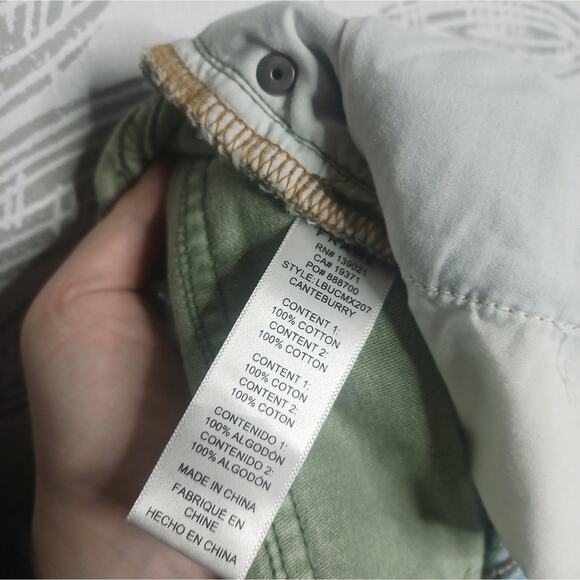 RN# 139021
CA# 19371
PO# 888700
STYLE: LBUCMX207
CANTEBURRY
CONTENT 1:
100% COTTON
CONTENT 2:
100% COTTON
CONTENT 1:
100% COTON
CONTENT 2:
100% COTON
CONTENIDO 1:
100% ALGODÓN
CONTENIDO 2:
100% ALGODÓN
MADE IN CHINA
FABRIQUÉ EN
CHINE
HECHO EN CHINA